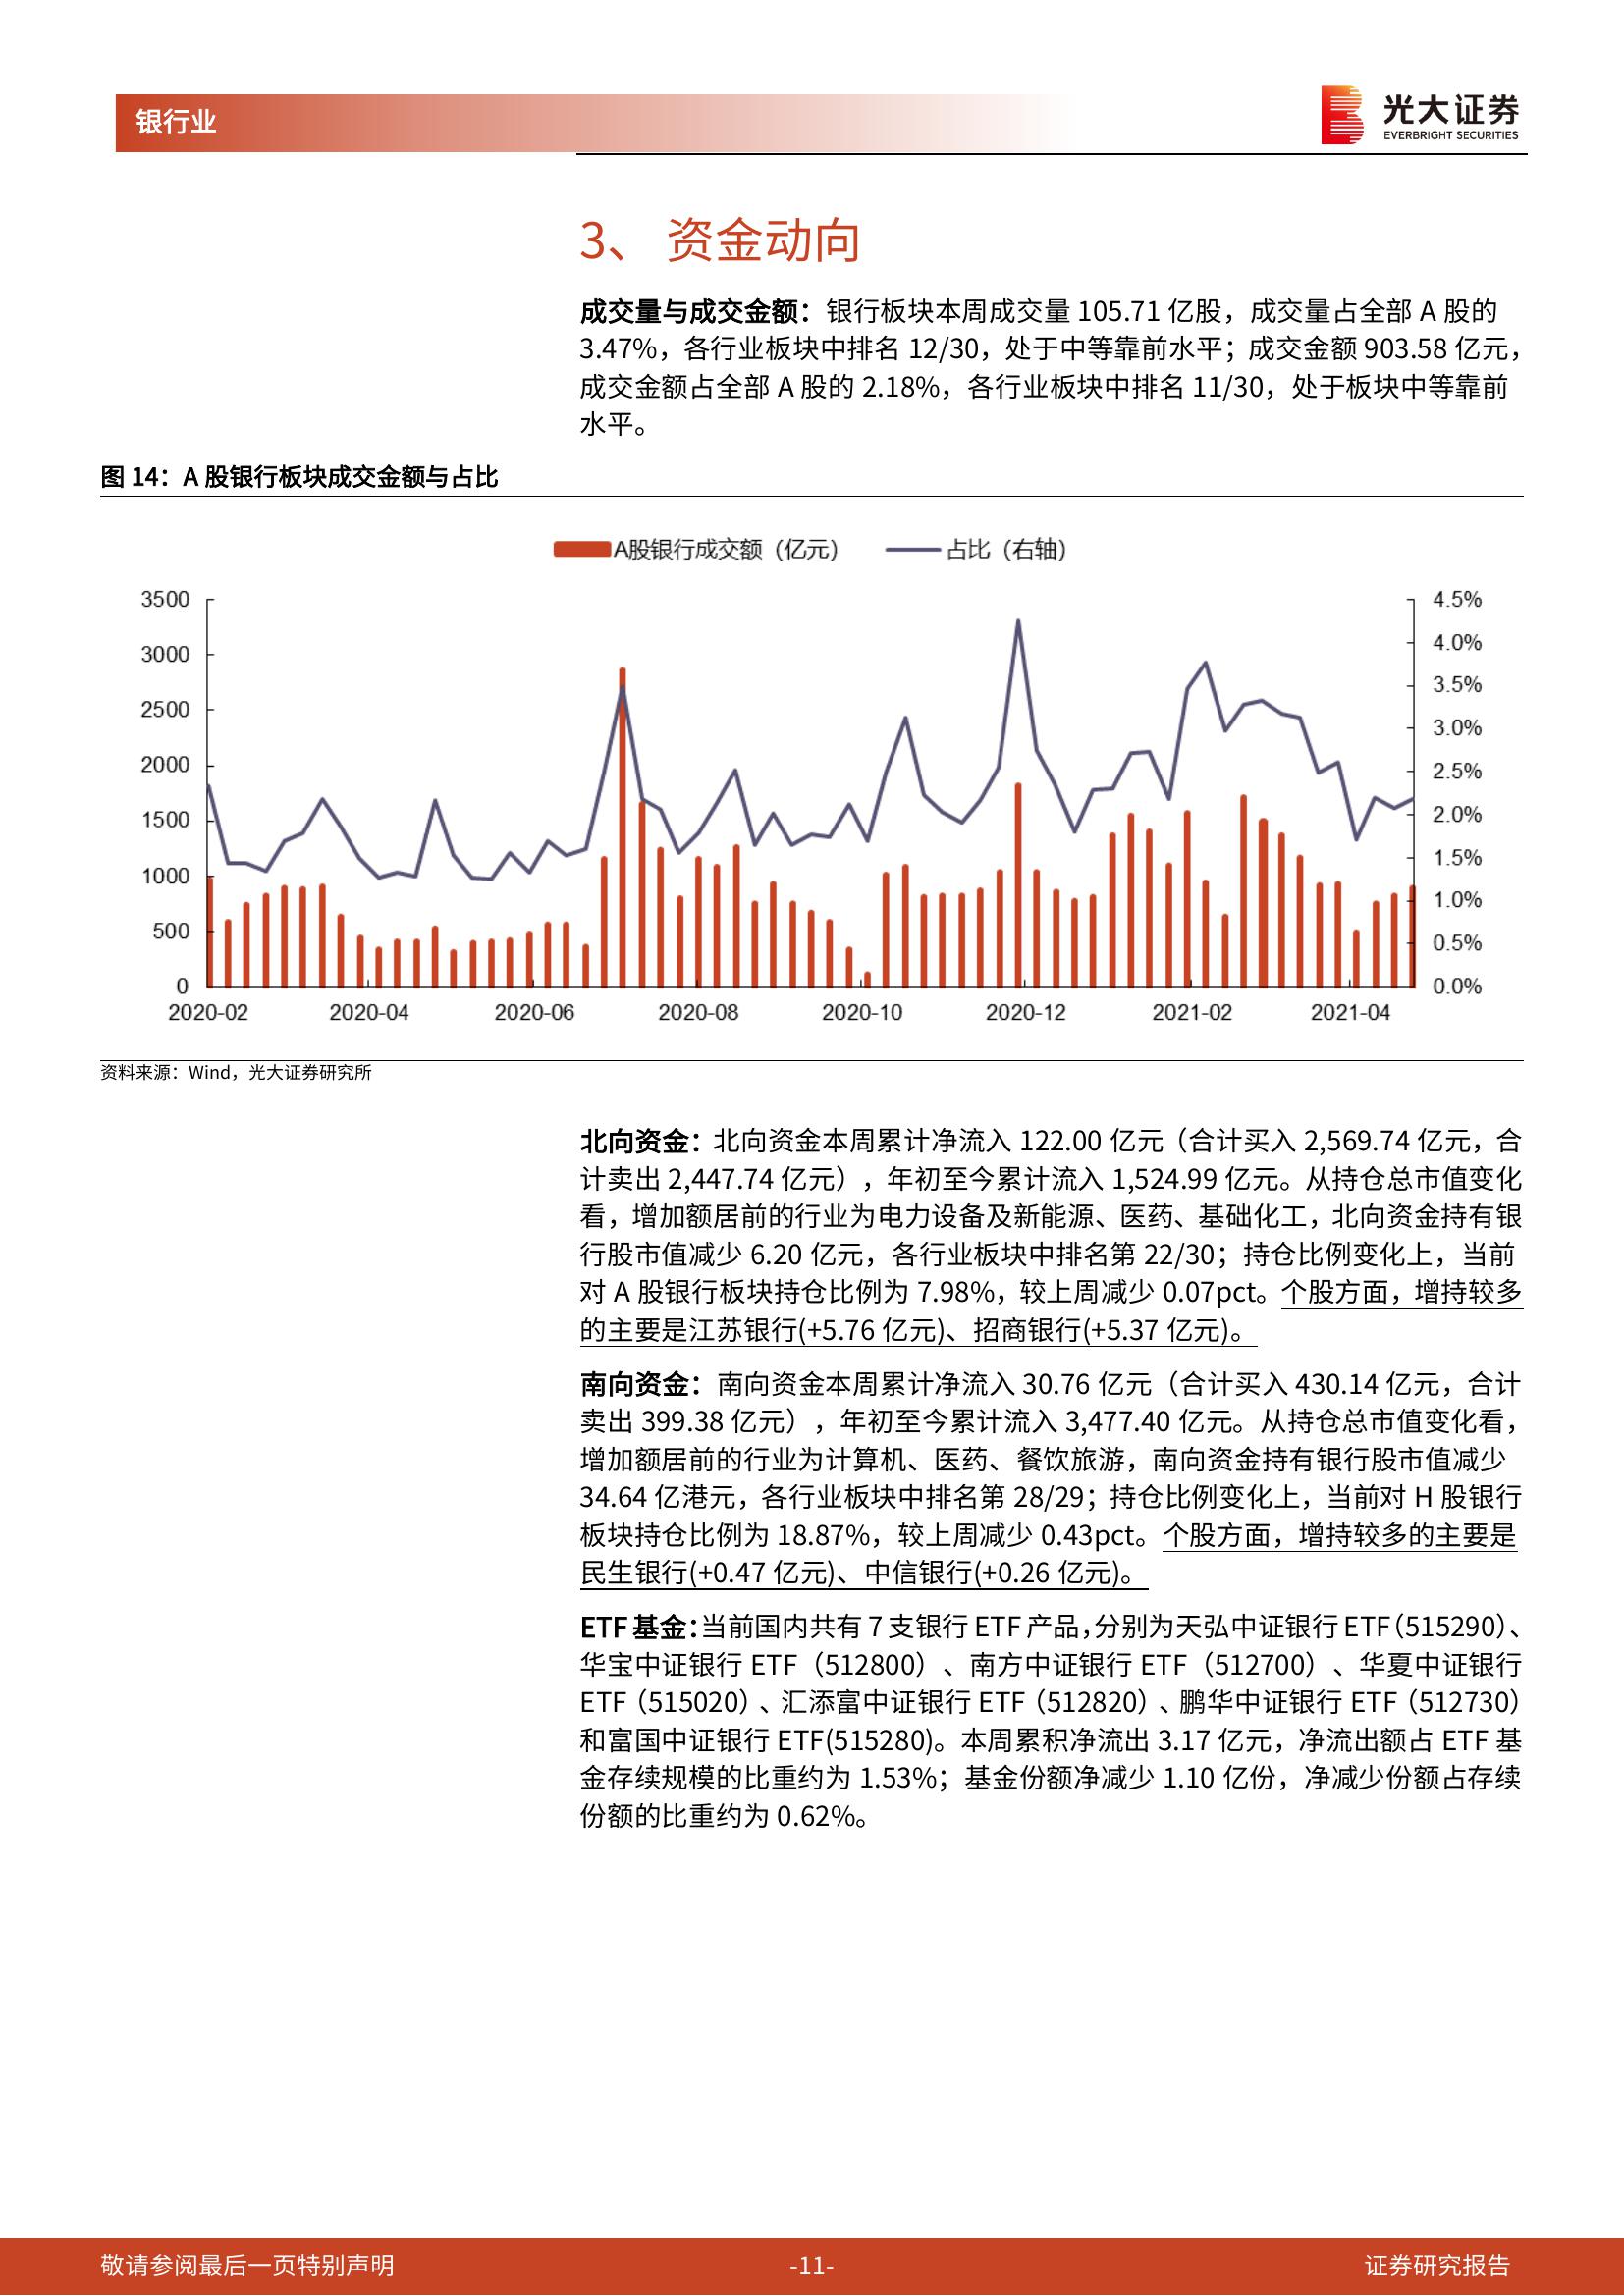 银行业
光大证券
EVERBRIGHT SECURITIES
3、 资金动向
成交量与成交金额：银行板块本周成交量 105.71 亿股，成交量占全部 A 股的
3.47%，各行业板块中排名 12/30，处于中等靠前水平；成交金额 903.58 亿元，
成交金额占全部 A 股的 2.18%，各行业板块中排名 11/30，处于板块中等靠前
水平。
图 14：A 股银行板块成交金额与占比
A股银行成交额（亿元） 占比（右轴）
3500 4.5%
3000 4.0%
2500 3.5%
2000 3.0%
1500 2.5%
1000 2.0%
500 1.5%
0 1.0%
0.5%
0.0%
2020-02 2020-04 2020-06 2020-08 2020-10 2020-12 2021-02 2021-04
资料来源：Wind，光大证券研究所
北向资金：北向资金本周累计净流入 122.00 亿元（合计买入 2,569.74 亿元，合
计卖出 2,447.74 亿元），年初至今累计流入 1,524.99 亿元。从持仓总市值变化
看，增加额居前的行业为电力设备及新能源、医药、基础化工，北向资金持有银
行股市值减少 6.20 亿元，各行业板块中排名第 22/30；持仓比例变化上，当前
对 A 股银行板块持仓比例为 7.98%，较上周减少 0.07pct。个股方面，增持较多
的主要是江苏银行(+5.76 亿元)、招商银行(+5.37 亿元)。
南向资金：南向资金本周累计净流入 30.76 亿元（合计买入 430.14 亿元，合计
卖出 399.38 亿元），年初至今累计流入 3,477.40 亿元。从持仓总市值变化看，
增加额居前的行业为计算机、医药、餐饮旅游，南向资金持有银行股市值减少
34.64 亿港元，各行业板块中排名第 28/29；持仓比例变化上，当前对 H 股银行
板块持仓比例为 18.87%，较上周减少 0.43pct。个股方面，增持较多的主要是
民生银行(+0.47 亿元)、中信银行(+0.26 亿元)。
ETF 基金：当前国内共有 7 支银行 ETF 产品，分别为天弘中证银行 ETF（515290）、
华宝中证银行 ETF（512800）、南方中证银行 ETF（512700）、华夏中证银行
ETF（515020）、汇添富中证银行 ETF（512820）、鹏华中证银行 ETF（512730）
和富国中证银行 ETF(515280)。本周累积净流出 3.17 亿元，净流出额占 ETF 基
金存续规模的比重约为 1.53%；基金份额净减少 1.10 亿份，净减少份额占存续
份额的比重约为 0.62%。
敬请参阅最后一页特别声明 -11- 证券研究报告